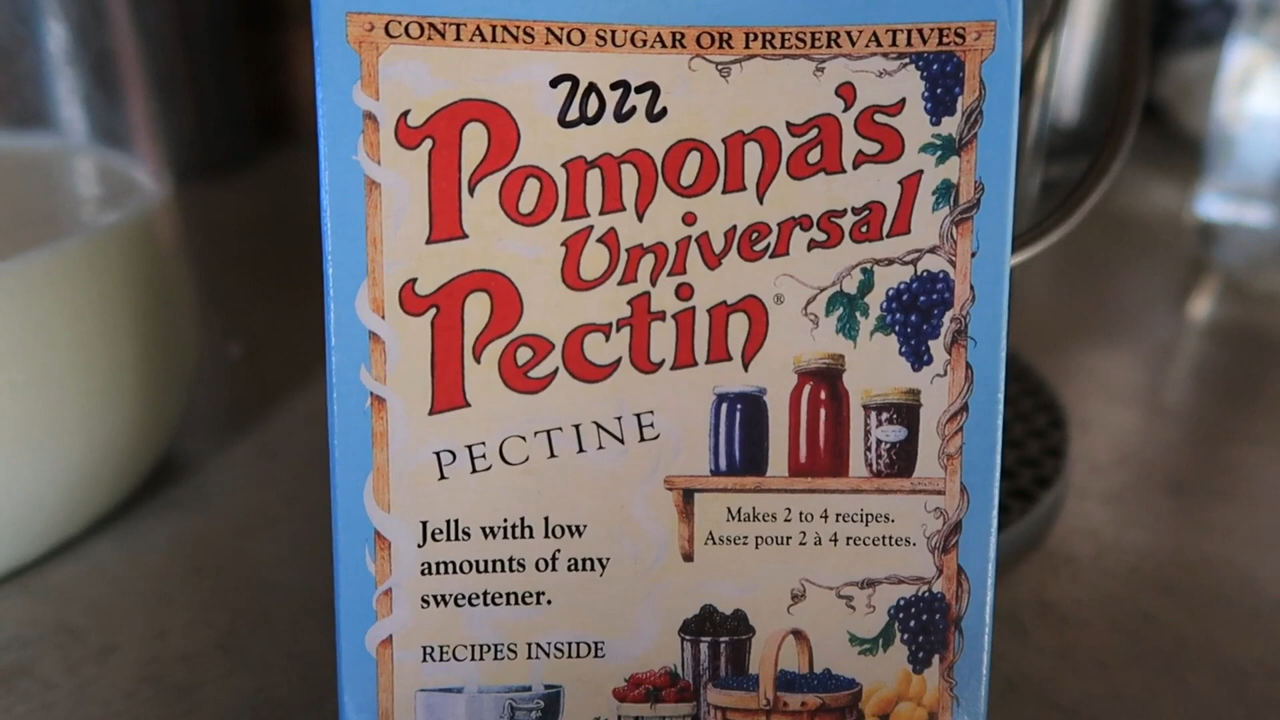 CONTAINS NO SUGAR OR PRESERVATIVES
2022
Pomona's
Universal
Pectin®
PECTINE
Makes 2 to 4 recipes.
Assez pour 2 à 4 recettes.
Jells with low
amounts of any
sweetener.
RECIPES INSIDE